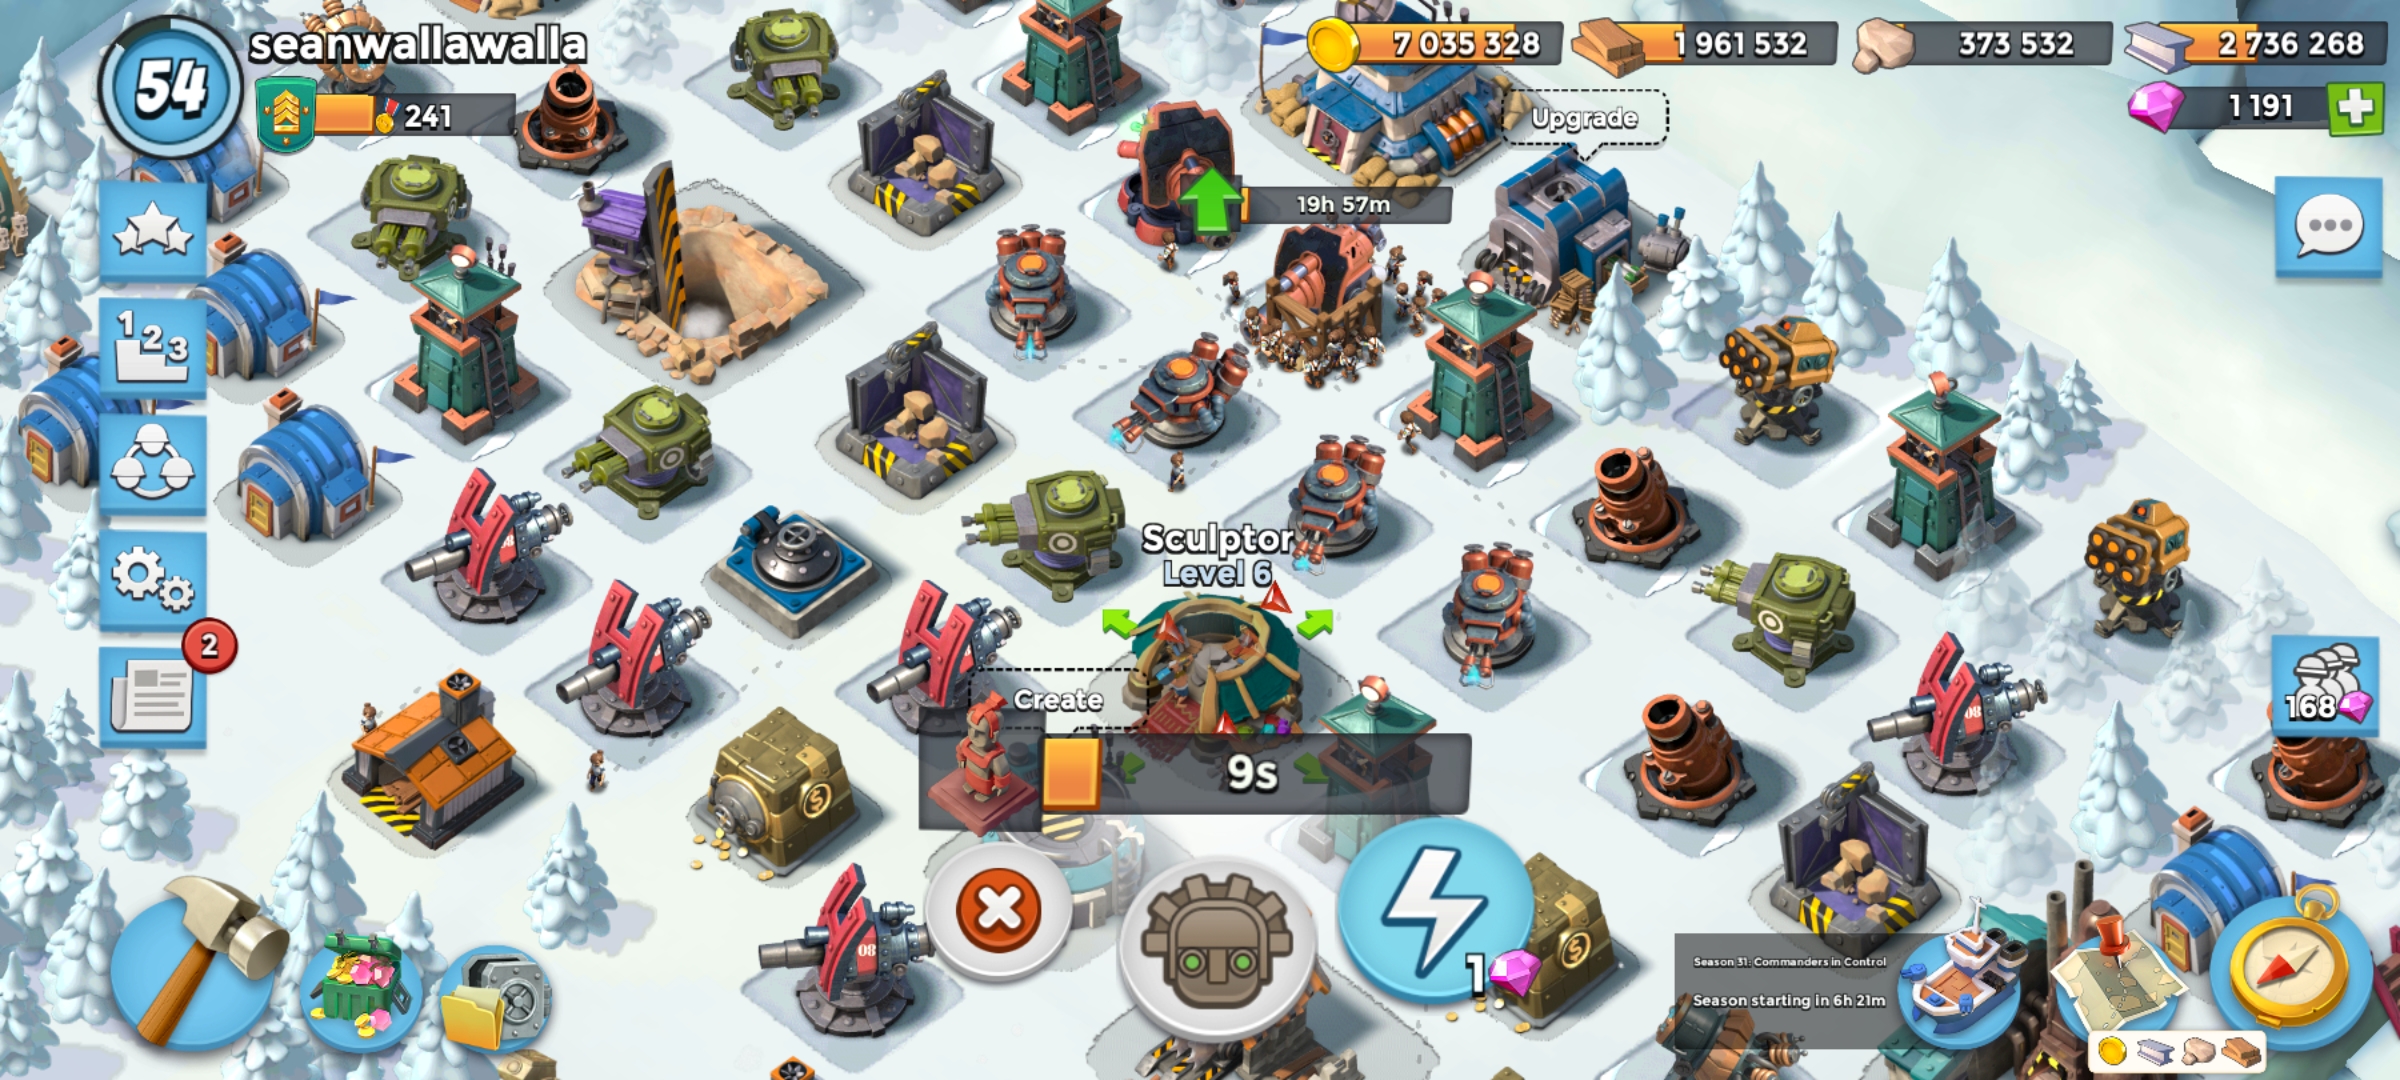 54
seanwallawalla
241
7 035 328
1 961 532
373 532
2 736 268
1 191
Upgrade
19h 57m
1 2 3
2
168
Sculptor
Level 6
Create
9s
1
08
08
Season 31: Commanders in Control
Season starting in 6h 21m